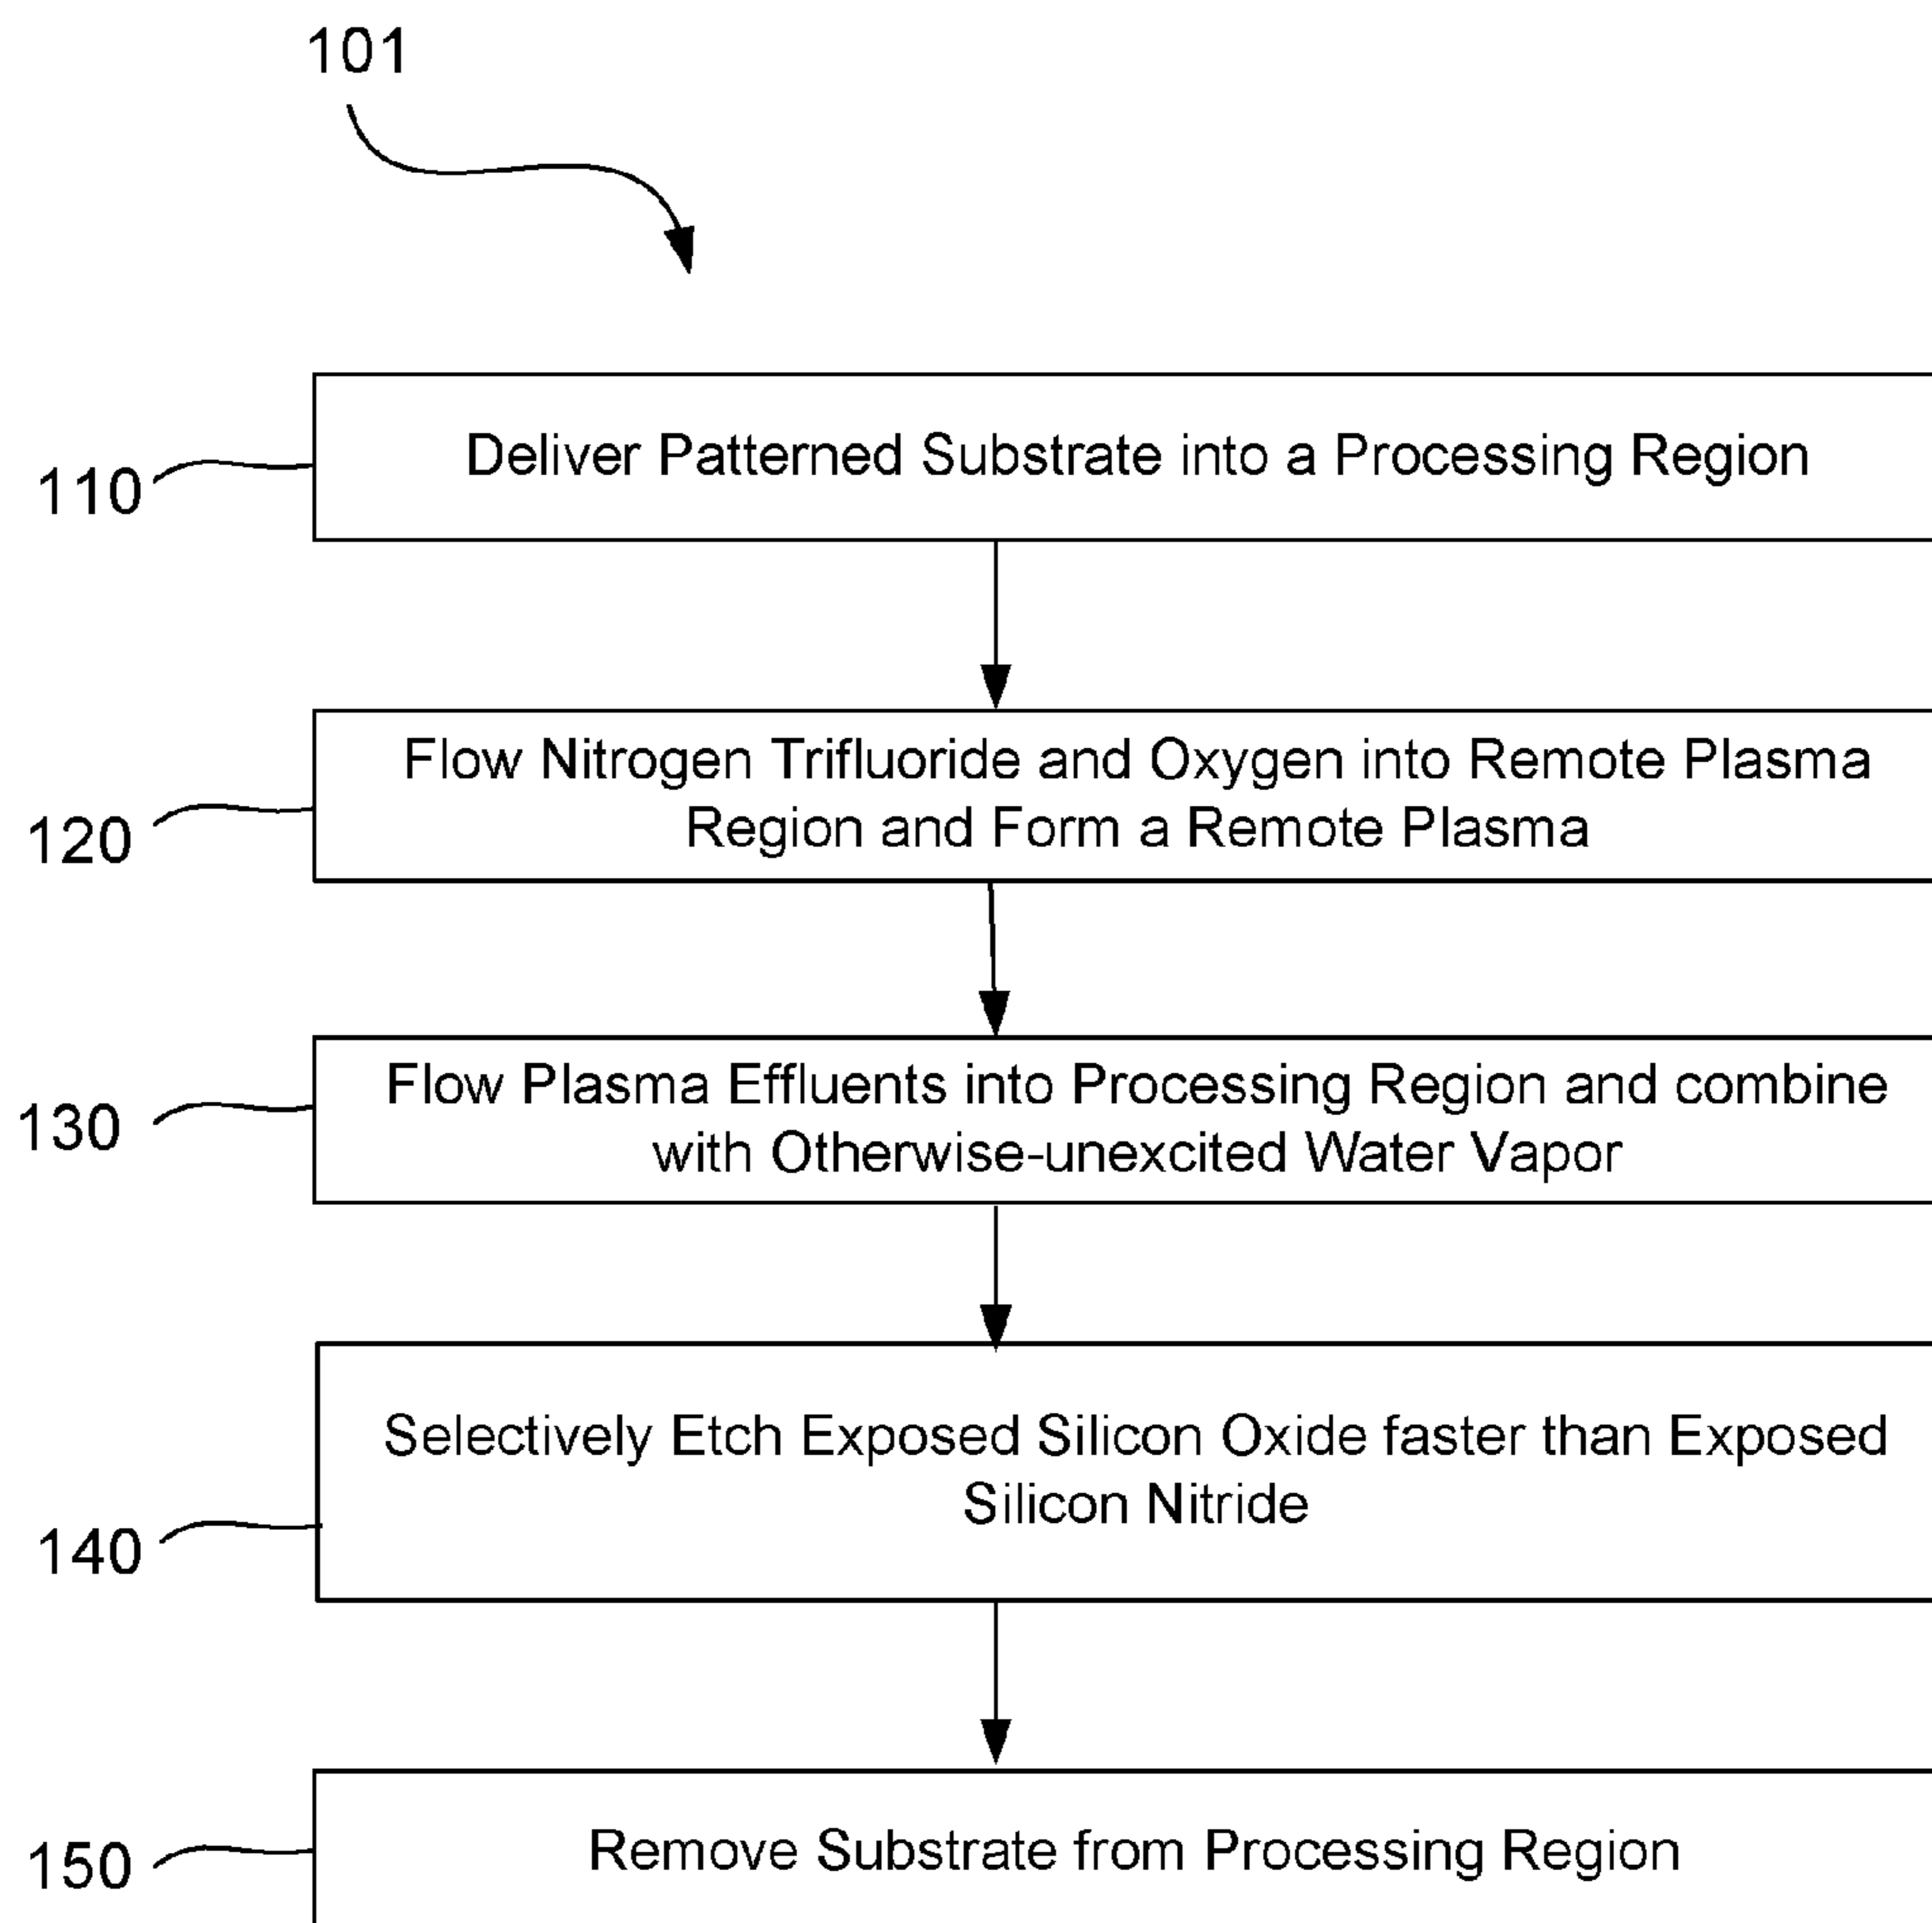 101
110
Deliver Patterned Substrate into a Processing Region
120
Flow Nitrogen Trifluoride and Oxygen into Remote Plasma
Region and Form a Remote Plasma
130
Flow Plasma Effluents into Processing Region and combine
with Otherwise-unexcited Water Vapor
140
Selectively Etch Exposed Silicon Oxide faster than Exposed
Silicon Nitride
150
Remove Substrate from Processing Region